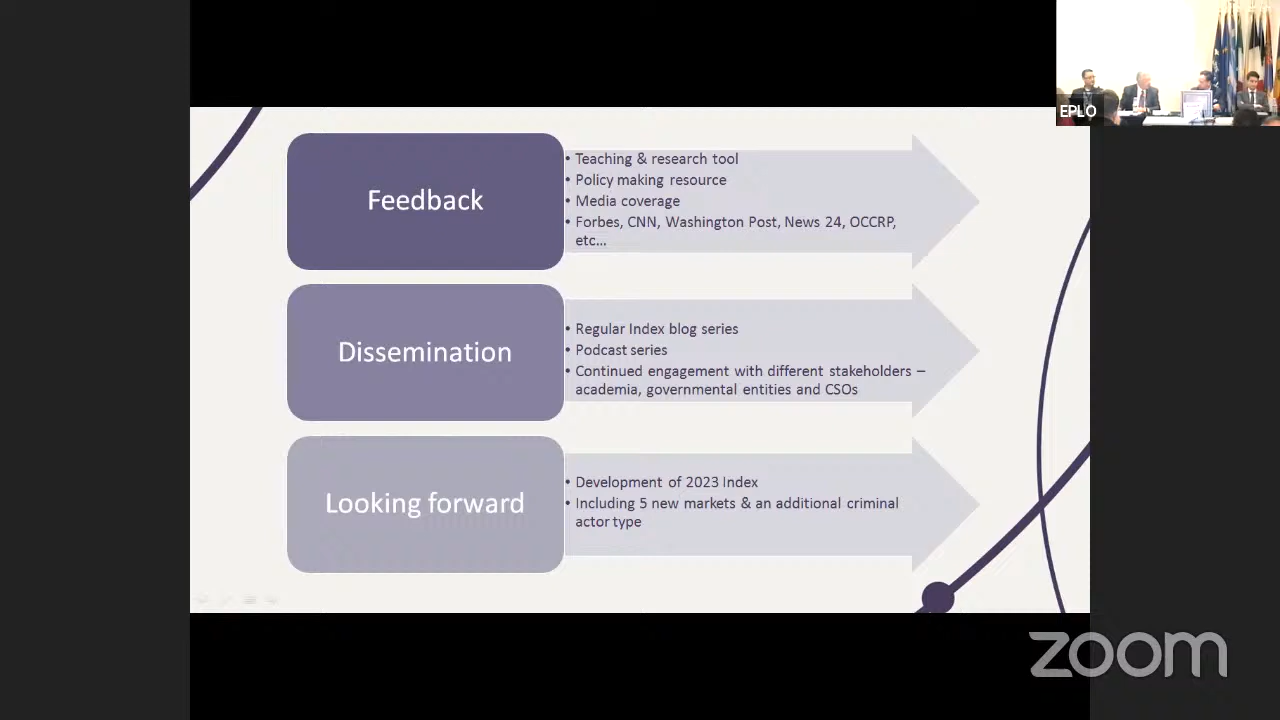 EPLO
Feedback
• Teaching & research tool
• Policy making resource
• Media coverage
• Forbes, CNN, Washington Post, News 24, OCCRP,
etc…
Dissemination
• Regular Index blog series
• Podcast series
• Continued engagement with different stakeholders –
academia, governmental entities and CSOs
Looking forward
• Development of 2023 Index
• Including 5 new markets & an additional criminal
actor type
zoom